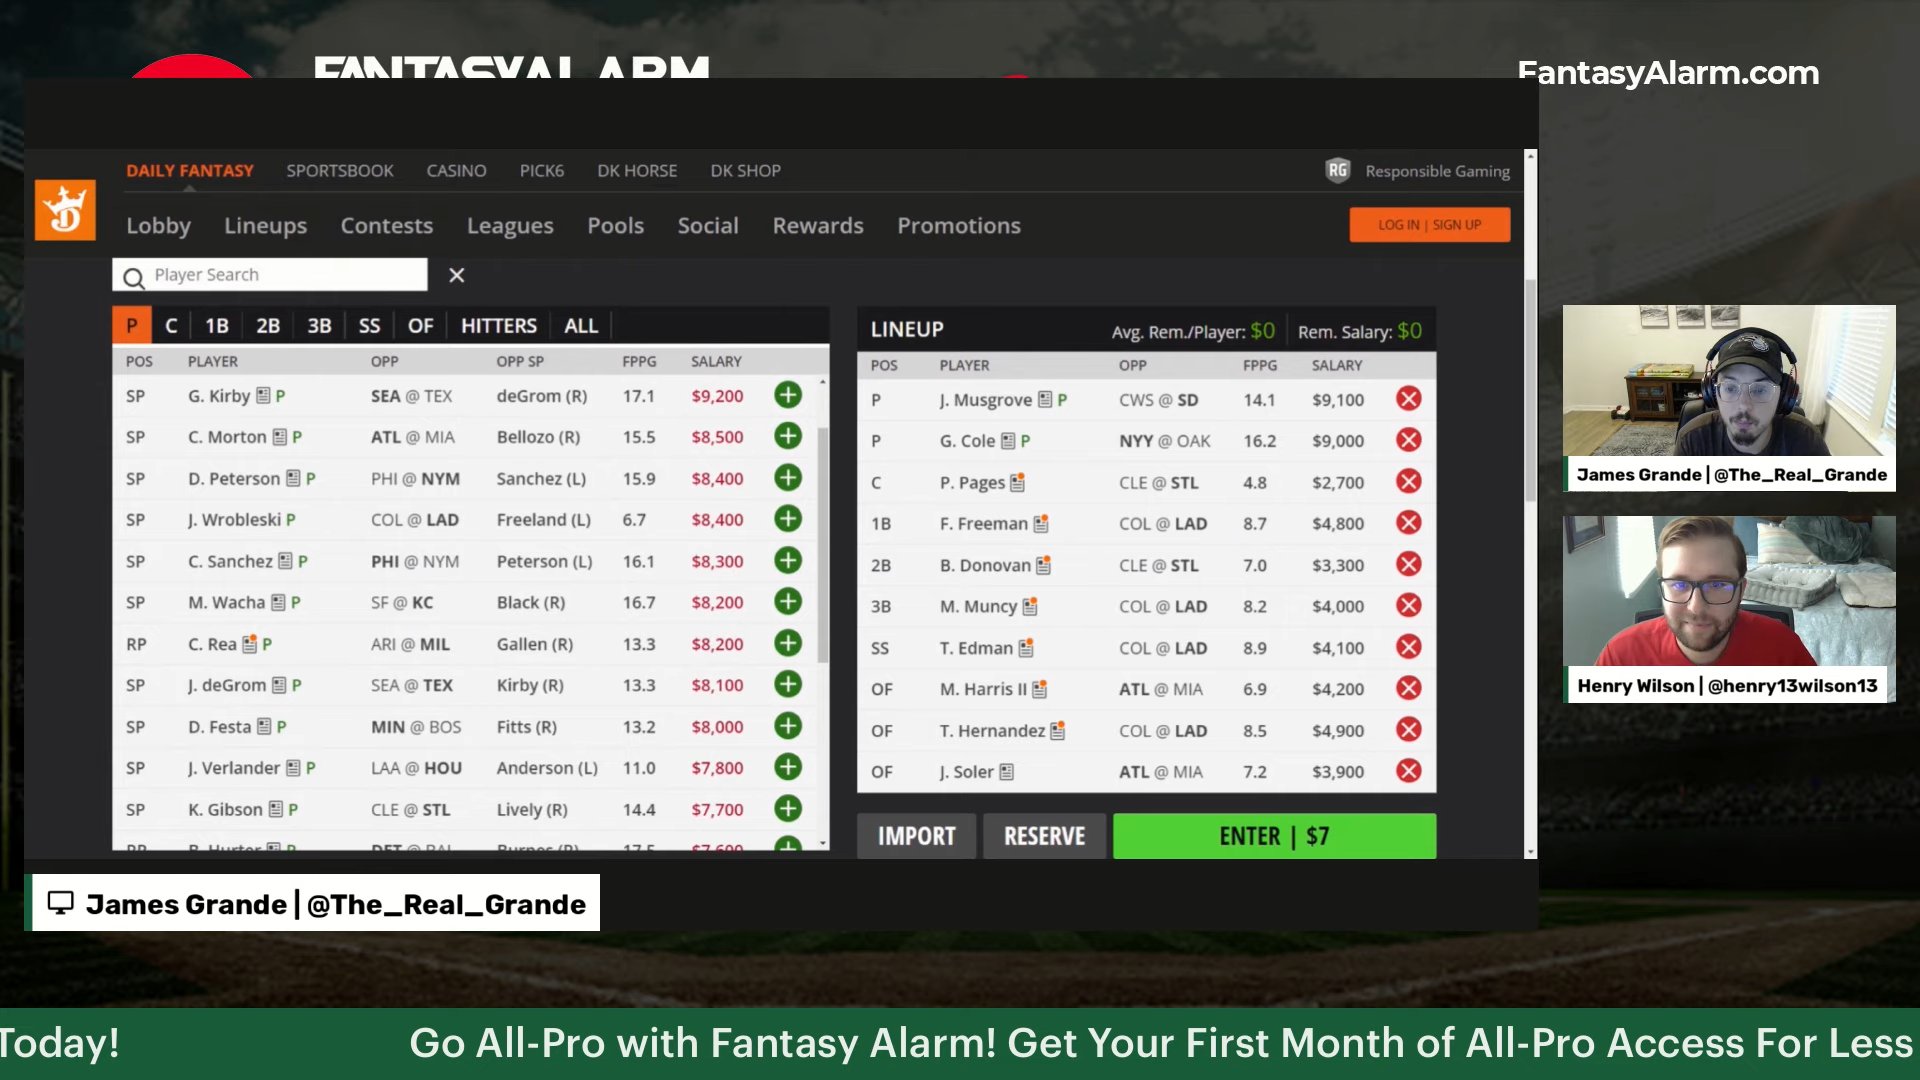 FANTASYALARM
FantasyAlarm.com
DAILY FANTASY SPORTSBOOK CASINO PICK6 DK HORSE DK SHOP
RG Responsible Gaming
Lobby Lineups Contests Leagues Pools Social Rewards Promotions
LOG IN | SIGN UP
Player Search
P C 1B 2B 3B SS OF HITTERS ALL
POS PLAYER OPP OPP SP FPPG SALARY
SP G. Kirby P SEA @ TEX deGrom (R) 17.1 $9,200
SP C. Morton P ATL @ MIA Bellozo (R) 15.5 $8,500
SP D. Peterson P PHI @ NYM Sanchez (L) 15.9 $8,400
SP J. Wrobleski P COL @ LAD Freeland (L) 6.7 $8,400
SP C. Sanchez P PHI @ NYM Peterson (L) 16.1 $8,300
SP M. Wacha P SF @ KC Black (R) 16.7 $8,200
RP C. Rea P ARI @ MIL Gallen (R) 13.3 $8,200
SP J. deGrom P SEA @ TEX Kirby (R) 13.3 $8,100
SP D. Festa P MIN @ BOS Fitts (R) 13.2 $8,000
SP J. Verlander P LAA @ HOU Anderson (L) 11.0 $7,800
SP K. Gibson P CLE @ STL Lively (R) 14.4 $7,700
RP B. Hurter P DET @ BAL Burnes (R) 17.5 $7,600
LINEUP Avg. Rem./Player: $0 Rem. Salary: $0
POS PLAYER OPP FPPG SALARY
P J. Musgrove P CWS @ SD 14.1 $9,100
P G. Cole P NYY @ OAK 16.2 $9,000
C P. Pages CLE @ STL 4.8 $2,700
1B F. Freeman COL @ LAD 8.7 $4,800
2B B. Donovan CLE @ STL 7.0 $3,300
3B M. Muncy COL @ LAD 8.2 $4,000
SS T. Edman COL @ LAD 8.9 $4,100
OF M. Harris II ATL @ MIA 6.9 $4,200
OF T. Hernandez COL @ LAD 8.5 $4,900
OF J. Soler ATL @ MIA 7.2 $3,900
IMPORT RESERVE ENTER | $7
James Grande | @The_Real_Grande
Henry Wilson | @henry13wilson13
James Grande | @The_Real_Grande
Today! Go All-Pro with Fantasy Alarm! Get Your First Month of All-Pro Access For Less